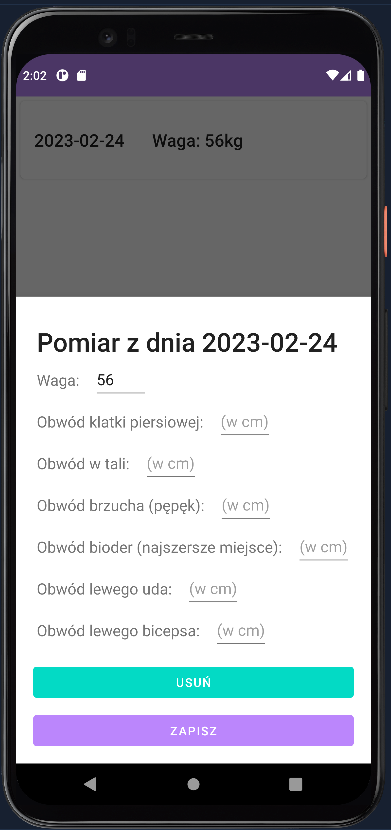 2:02
2023-02-24 Waga: 56kg
Pomiar z dnia 2023-02-24
Waga: 56
Obwód klatki piersiowej: (w cm)
Obwód w tali: (w cm)
Obwód brzucha (pępęk): (w cm)
Obwód bioder (najszersze miejsce): (w cm)
Obwód lewego uda: (w cm)
Obwód lewego bicepsa: (w cm)
USUŃ
ZAPISZ